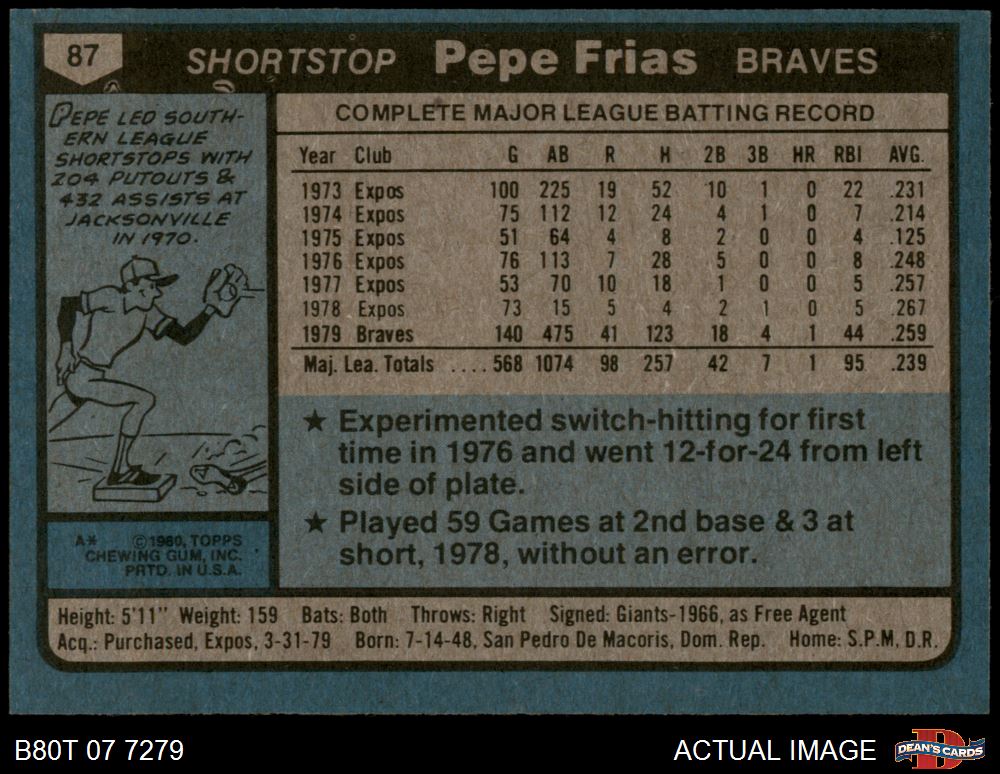 87 SHORTSTOP Pepe Frias BRAVES
PEPE LED SOUTH-
ERN LEAGUE
SHORTSTOPS WITH
204 PUTOUTS &
432 ASSISTS AT
JACKSONVILLE
IN 1970.
COMPLETE MAJOR LEAGUE BATTING RECORD
Year Club G AB R H 2B 3B HR RBI AVG.
1973 Expos 100 225 19 52 10 1 0 22 .231
1974 Expos 75 112 12 24 4 1 0 7 .214
1975 Expos 51 64 4 8 2 0 0 4 .125
1976 Expos 76 113 7 28 5 0 0 8 .248
1977 Expos 53 70 10 18 1 0 0 5 .257
1978 Expos 73 15 5 4 2 1 0 5 .267
1979 Braves 140 475 41 123 18 4 1 44 .259
Maj. Lea. Totals ....568 1074 98 257 42 7 1 95 .239
★ Experimented switch-hitting for first
time in 1976 and went 12-for-24 from left
side of plate.
★ Played 59 Games at 2nd base & 3 at
short, 1978, without an error.
A* ©1980, TOPPS
CHEWING GUM, INC.
PRTD. IN U.S.A.
Height: 5'11" Weight: 159 Bats: Both Throws: Right Signed: Giants-1966, as Free Agent
Acq.: Purchased, Expos, 3-31-79 Born: 7-14-48, San Pedro De Macoris, Dom. Rep. Home: S.P.M, D.R.
B80T 07 7279 ACTUAL IMAGE DEAN'S CARDS